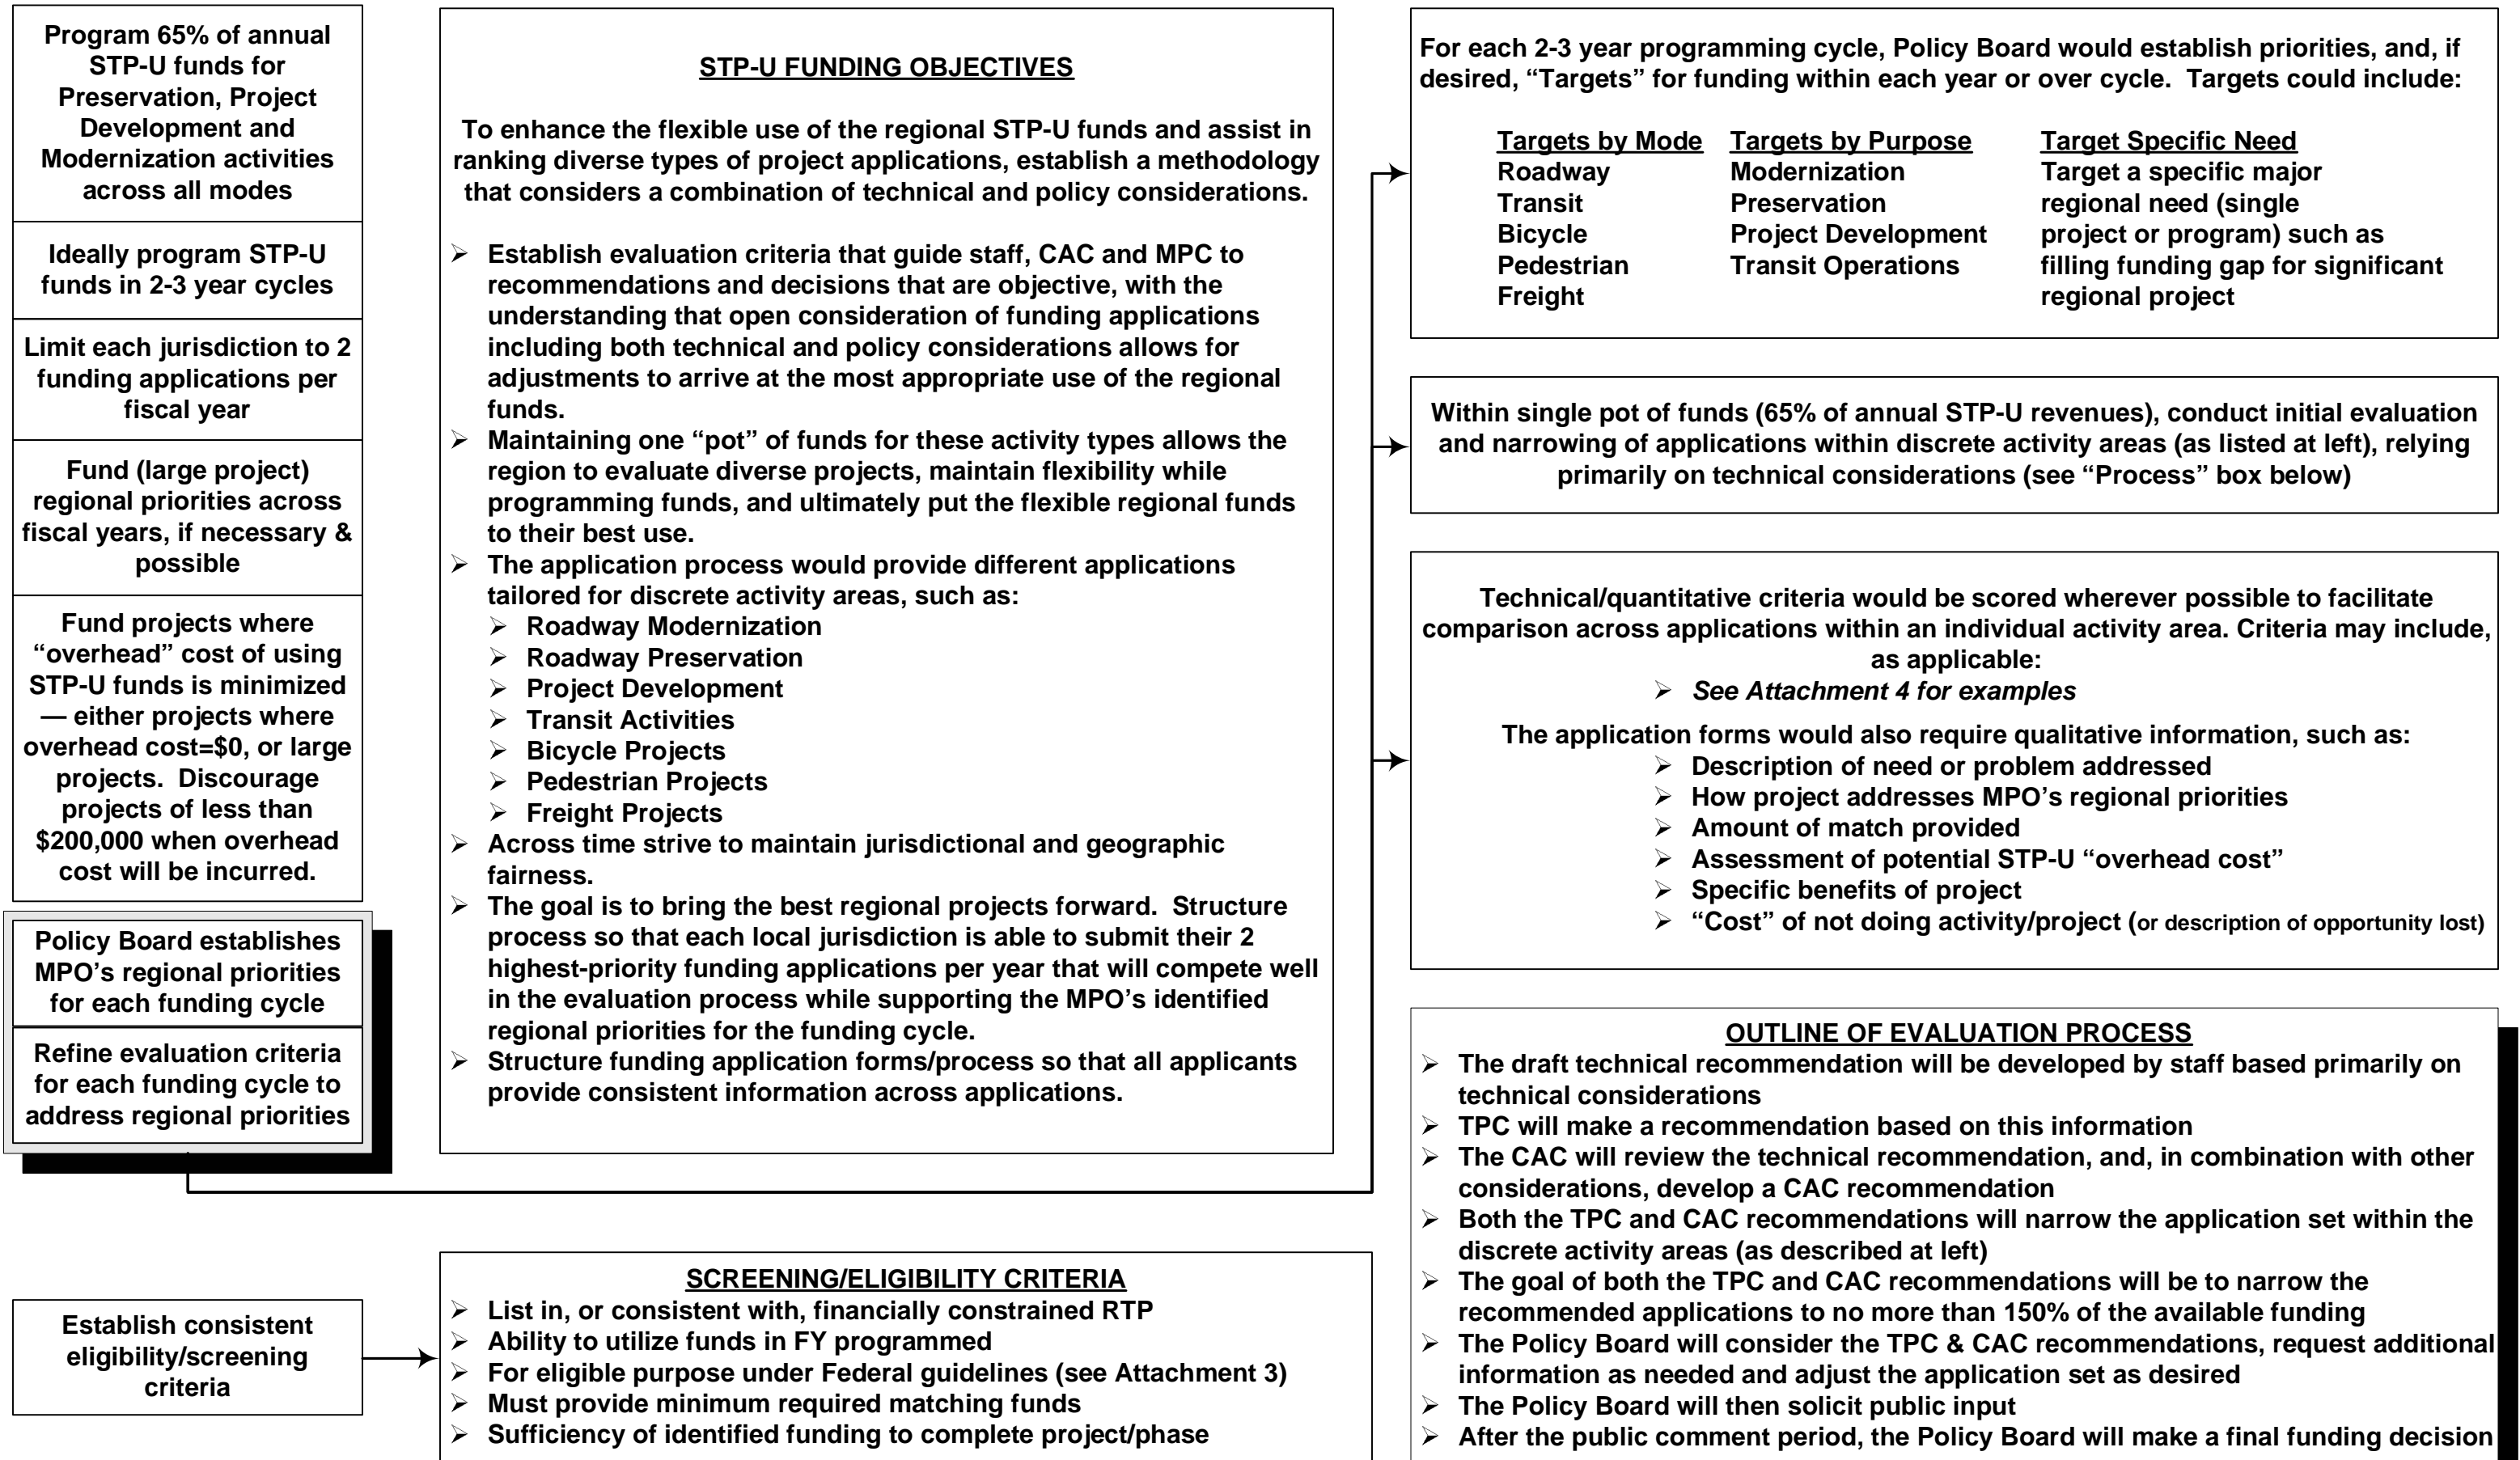 Program 65% of annual
STP-U funds for
Preservation, Project
Development and
Modernization activities
across all modes
Ideally program STP-U
funds in 2-3 year cycles
Limit each jurisdiction to 2
funding applications per
fiscal year
Fund (large project)
regional priorities across
fiscal years, if necessary &
possible
Fund projects where
“overhead” cost of using
STP-U funds is minimized
— either projects where
overhead cost=$0, or large
projects.  Discourage
projects of less than
$200,000 when overhead
cost will be incurred.
Policy Board establishes
MPO’s regional priorities
for each funding cycle
Refine evaluation criteria
for each funding cycle to
address regional priorities
STP-U FUNDING OBJECTIVES
To enhance the flexible use of the regional STP-U funds and assist in
ranking diverse types of project applications, establish a methodology
that considers a combination of technical and policy considerations.
➢ Establish evaluation criteria that guide staff, CAC and MPC to
recommendations and decisions that are objective, with the
understanding that open consideration of funding applications
including both technical and policy considerations allows for
adjustments to arrive at the most appropriate use of the regional
funds.
➢ Maintaining one “pot” of funds for these activity types allows the
region to evaluate diverse projects, maintain flexibility while
programming funds, and ultimately put the flexible regional funds
to their best use.
➢ The application process would provide different applications
tailored for discrete activity areas, such as:
➢ Roadway Modernization
➢ Roadway Preservation
➢ Project Development
➢ Transit Activities
➢ Bicycle Projects
➢ Pedestrian Projects
➢ Freight Projects
➢ Across time strive to maintain jurisdictional and geographic
fairness.
➢ The goal is to bring the best regional projects forward.  Structure
process so that each local jurisdiction is able to submit their 2
highest-priority funding applications per year that will compete well
in the evaluation process while supporting the MPO’s identified
regional priorities for the funding cycle.
➢ Structure funding application forms/process so that all applicants
provide consistent information across applications.
For each 2-3 year programming cycle, Policy Board would establish priorities, and, if
desired, “Targets” for funding within each year or over cycle.  Targets could include:
Targets by Mode Targets by Purpose Target Specific Need
Roadway Modernization Target a specific major
Transit Preservation regional need (single
Bicycle Project Development project or program) such as
Pedestrian Transit Operations filling funding gap for significant
Freight regional project
Within single pot of funds (65% of annual STP-U revenues), conduct initial evaluation
and narrowing of applications within discrete activity areas (as listed at left), relying
primarily on technical considerations (see “Process” box below)
Technical/quantitative criteria would be scored wherever possible to facilitate
comparison across applications within an individual activity area. Criteria may include,
as applicable:
➢ See Attachment 4 for examples
The application forms would also require qualitative information, such as:
➢ Description of need or problem addressed
➢ How project addresses MPO’s regional priorities
➢ Amount of match provided
➢ Assessment of potential STP-U “overhead cost”
➢ Specific benefits of project
➢ “Cost” of not doing activity/project (or description of opportunity lost)
OUTLINE OF EVALUATION PROCESS
➢ The draft technical recommendation will be developed by staff based primarily on
technical considerations
➢ TPC will make a recommendation based on this information
➢ The CAC will review the technical recommendation, and, in combination with other
considerations, develop a CAC recommendation
➢ Both the TPC and CAC recommendations will narrow the application set within the
discrete activity areas (as described at left)
➢ The goal of both the TPC and CAC recommendations will be to narrow the
recommended applications to no more than 150% of the available funding
➢ The Policy Board will consider the TPC & CAC recommendations, request additional
information as needed and adjust the application set as desired
➢ The Policy Board will then solicit public input
➢ After the public comment period, the Policy Board will make a final funding decision
Establish consistent
eligibility/screening
criteria
SCREENING/ELIGIBILITY CRITERIA
➢ List in, or consistent with, financially constrained RTP
➢ Ability to utilize funds in FY programmed
➢ For eligible purpose under Federal guidelines (see Attachment 3)
➢ Must provide minimum required matching funds
➢ Sufficiency of identified funding to complete project/phase